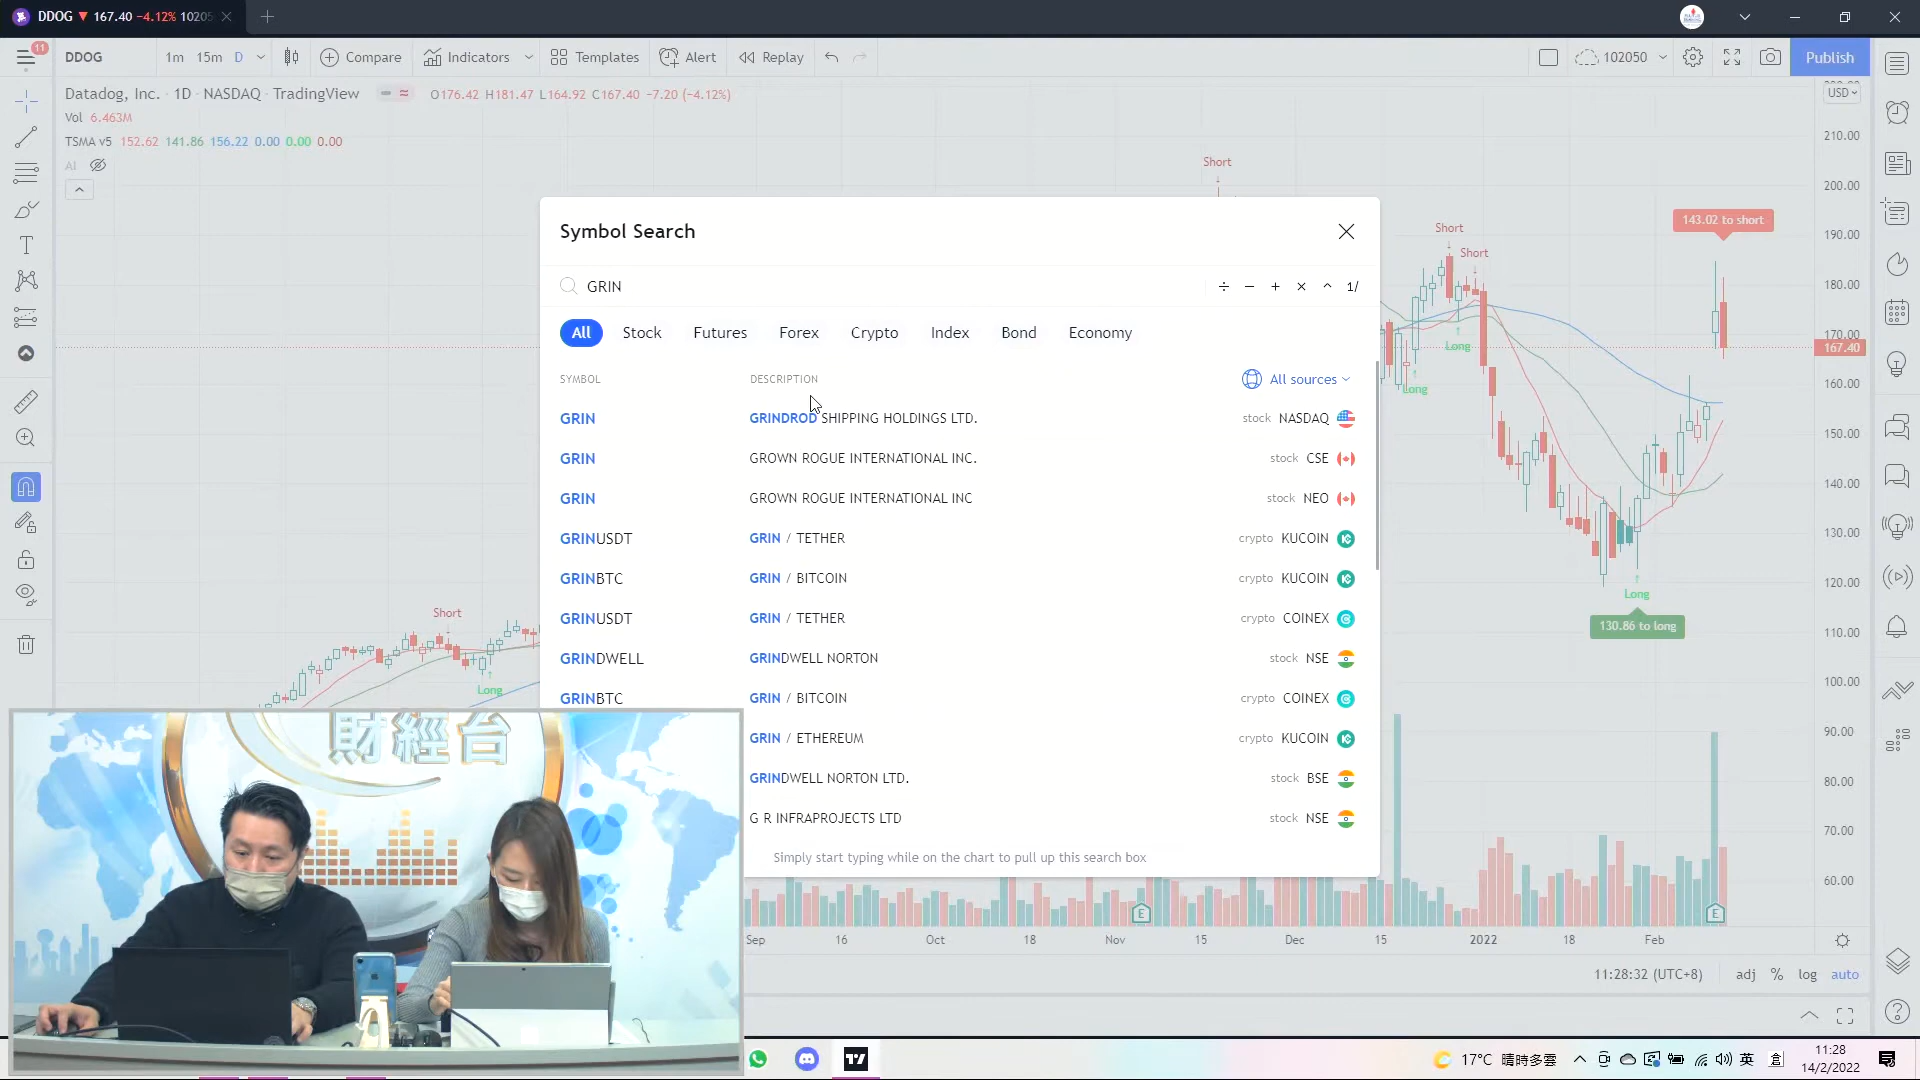 DDOG ▼ 167.40 −4.12% 10205
11
DDOG
1m 15m D
Compare
Indicators
Templates
Alert
Replay
102050
Publish
Datadog, Inc. · 1D · NASDAQ · TradingView
O176.42 H181.47 L164.92 C167.40 −7.20 (−4.12%)
Vol 6.463M
TSMA v5 152.62 141.86 156.22 0.00 0.00 0.00
AI
USD
210.00
200.00
190.00
180.00
170.00
167.40
160.00
150.00
140.00
130.00
120.00
110.00
100.00
90.00
80.00
70.00
60.00
Short
Short
Short
143.02 to short
Long
Long
Long
130.86 to long
Short
Long
Symbol Search
GRIN
÷ − + × ^ 1/
All Stock Futures Forex Crypto Index Bond Economy
SYMBOL DESCRIPTION All sources
GRIN GRINDROD SHIPPING HOLDINGS LTD. stock NASDAQ
GRIN GROWN ROGUE INTERNATIONAL INC. stock CSE
GRIN GROWN ROGUE INTERNATIONAL INC stock NEO
GRINUSDT GRIN / TETHER crypto KUCOIN
GRINBTC GRIN / BITCOIN crypto KUCOIN
GRINUSDT GRIN / TETHER crypto COINEX
GRINDWELL GRINDWELL NORTON stock NSE
GRINBTC GRIN / BITCOIN crypto COINEX
GRIN / ETHEREUM crypto KUCOIN
GRINDWELL NORTON LTD. stock BSE
G R INFRAPROJECTS LTD stock NSE
Simply start typing while on the chart to pull up this search box
財經台
E
E
Sep 16 Oct 18 Nov 15 Dec 15 2022 18 Feb
11:28:32 (UTC+8) adj % log auto
17°C 晴時多雲
英
11:28
14/2/2022